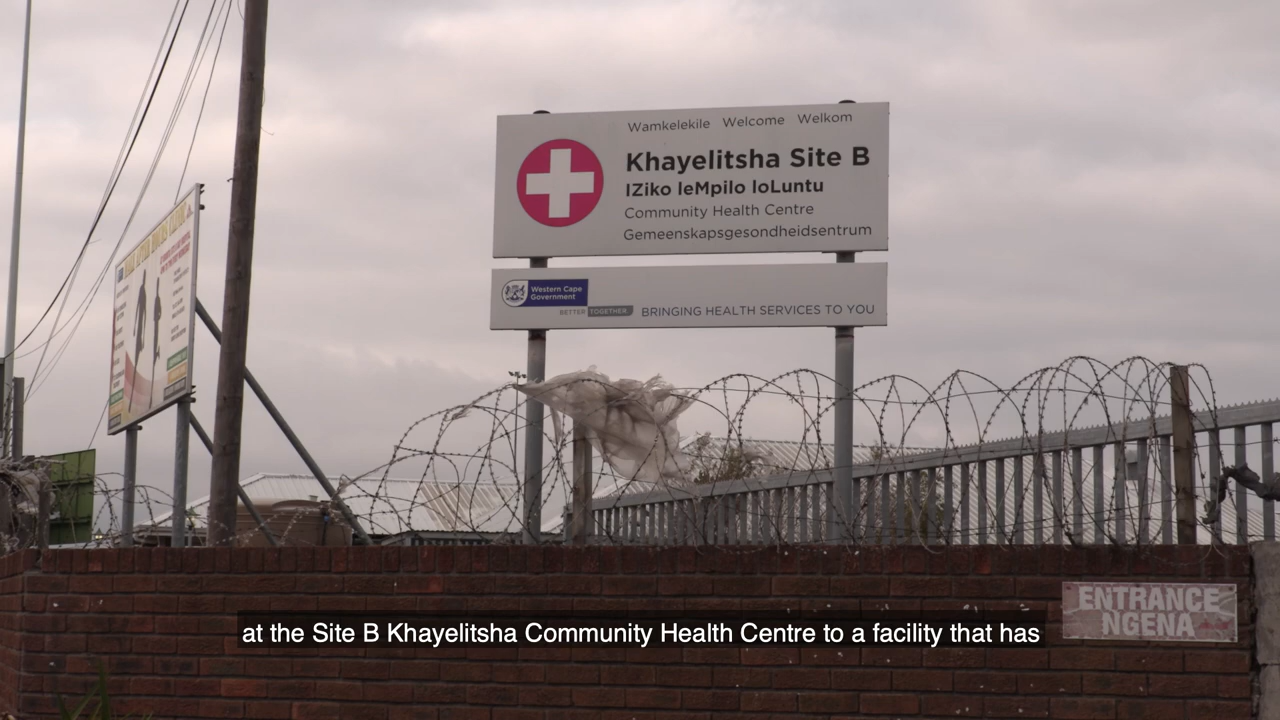 Wamkelekile Welcome Welkom
Khayelitsha Site B
IZiko leMpilo loLuntu
Community Health Centre
Gemeenskapsgesondheidsentrum
Western Cape
Government
BETTER TOGETHER.
BRINGING HEALTH SERVICES TO YOU
ENTRANCE
NGENA
at the Site B Khayelitsha Community Health Centre to a facility that has